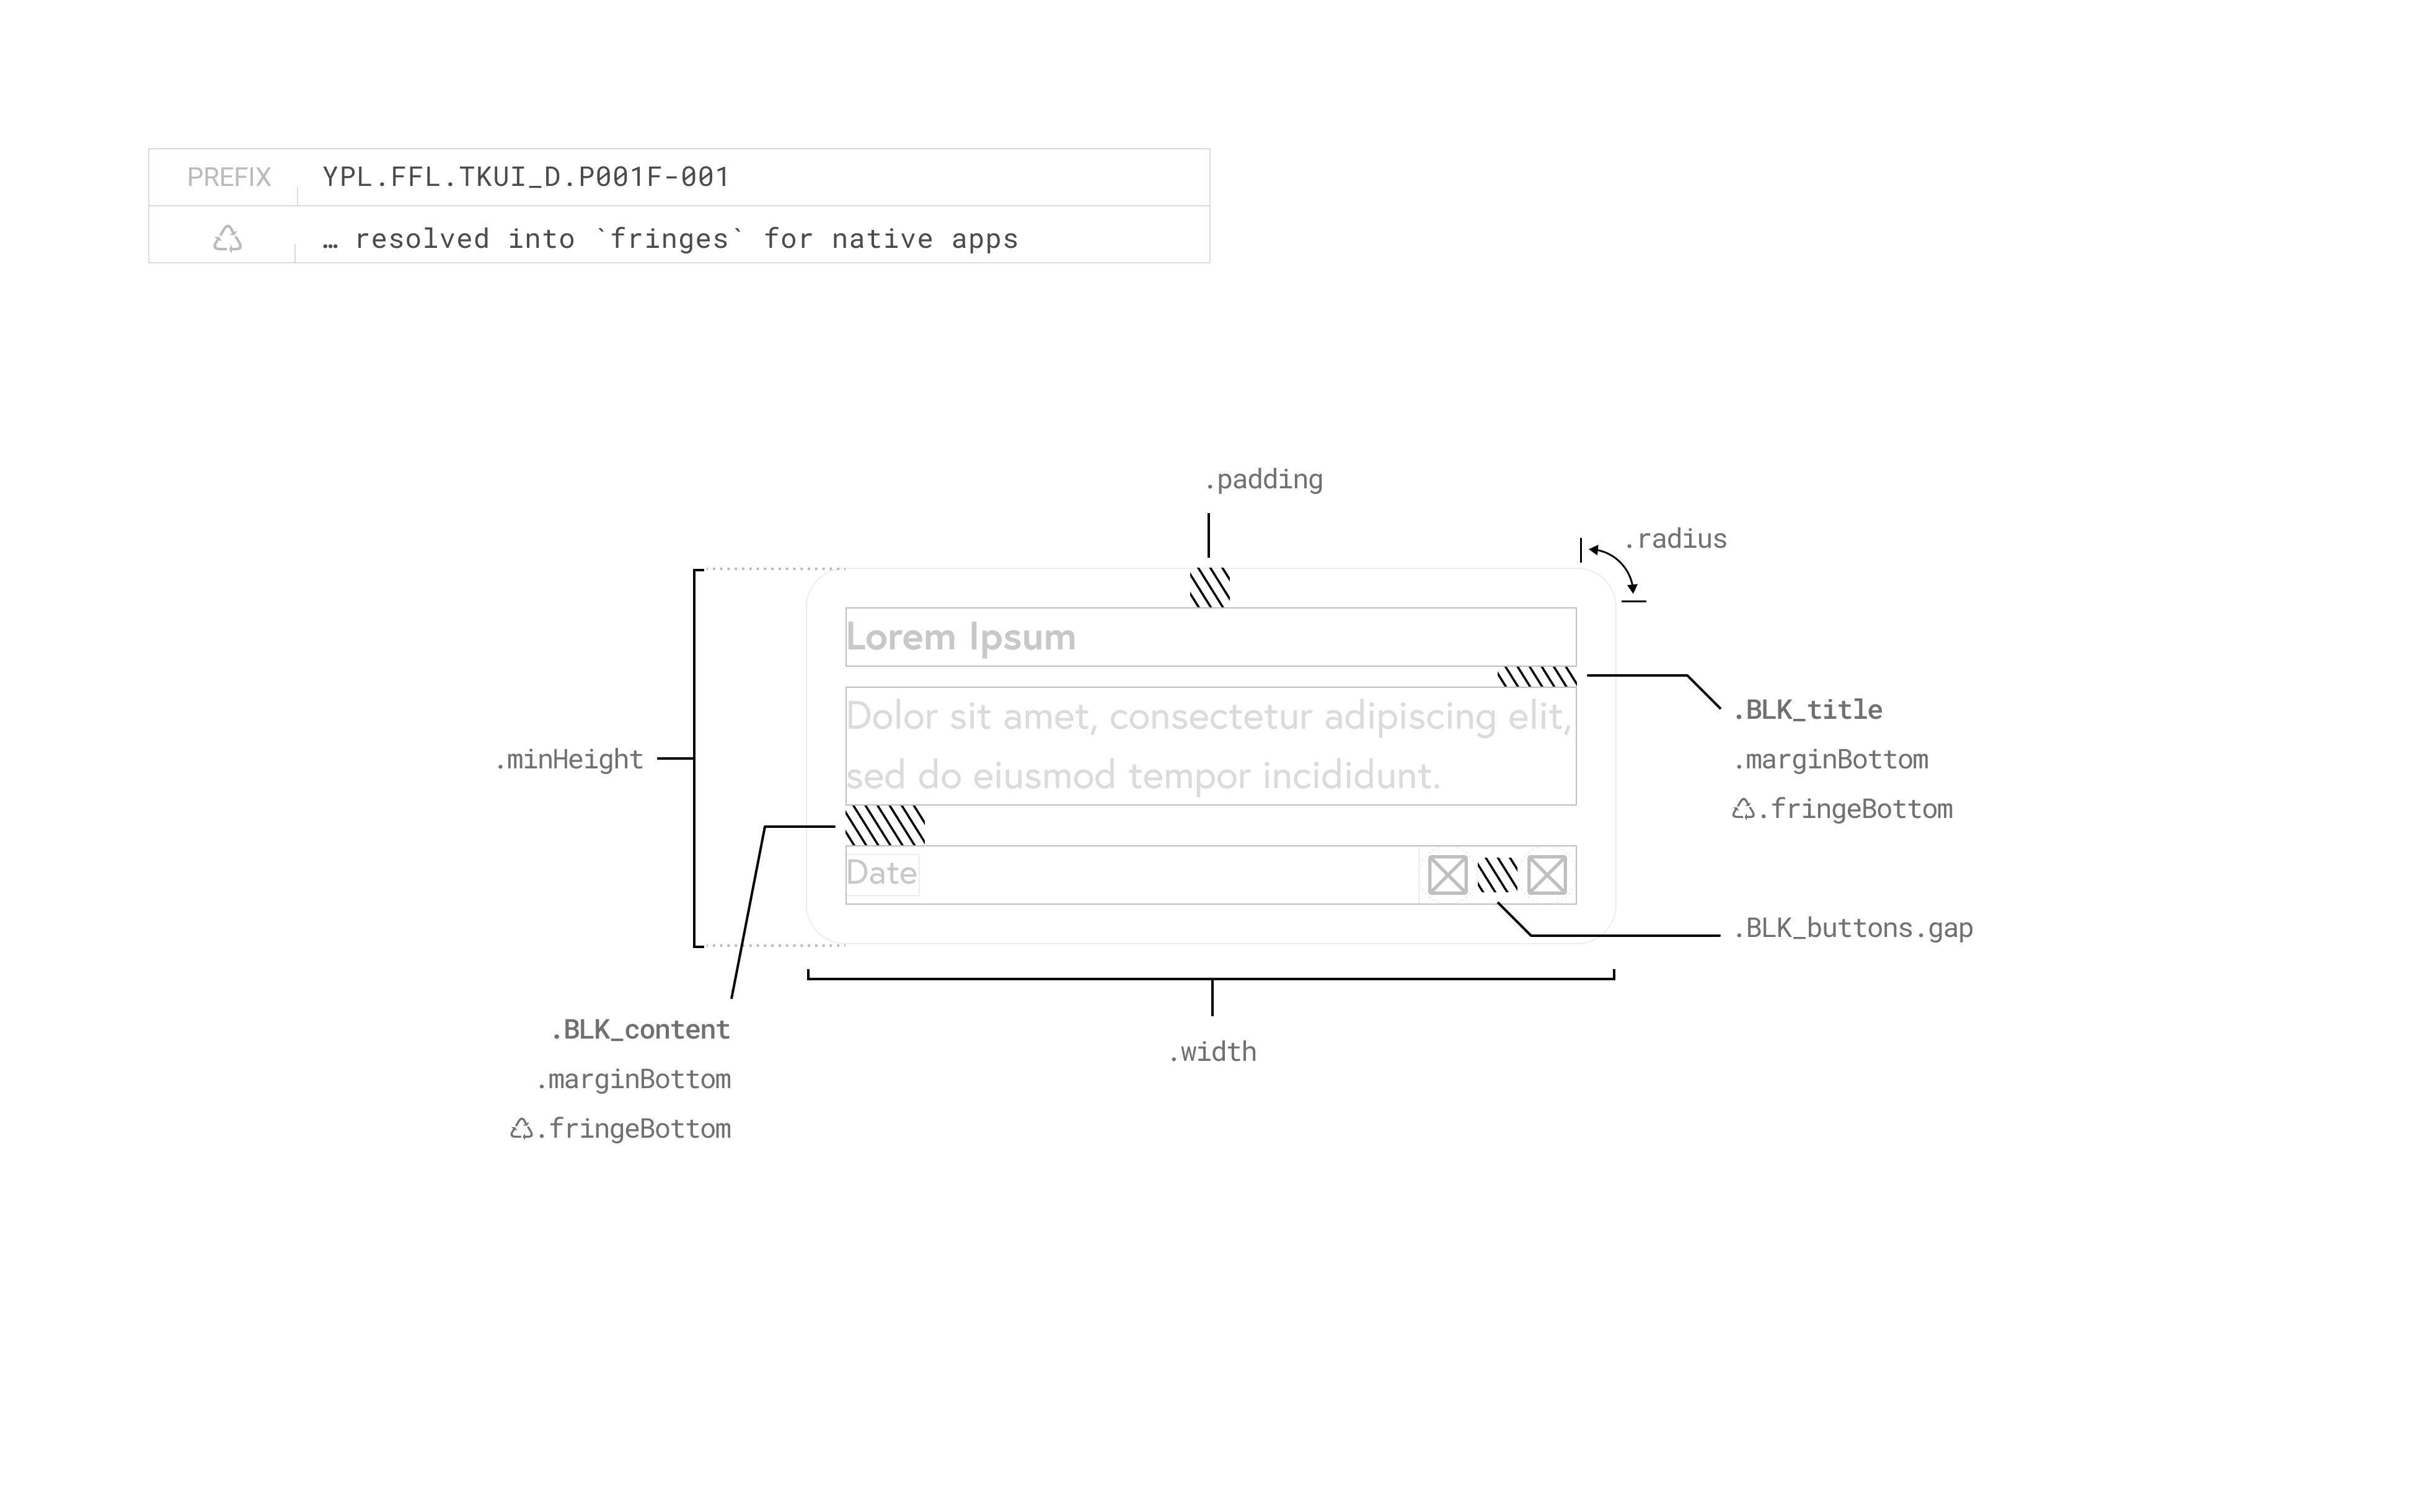 PREFIX YPL.FFL.TKUI_D.P001F-001
… resolved into `fringes` for native apps
.padding
.radius
Lorem Ipsum
Dolor sit amet, consectetur adipiscing elit,
sed do eiusmod tempor incididunt.
Date
.minHeight
.BLK_title
.marginBottom
♺.fringeBottom
.BLK_buttons.gap
.BLK_content
.marginBottom
♺.fringeBottom
.width